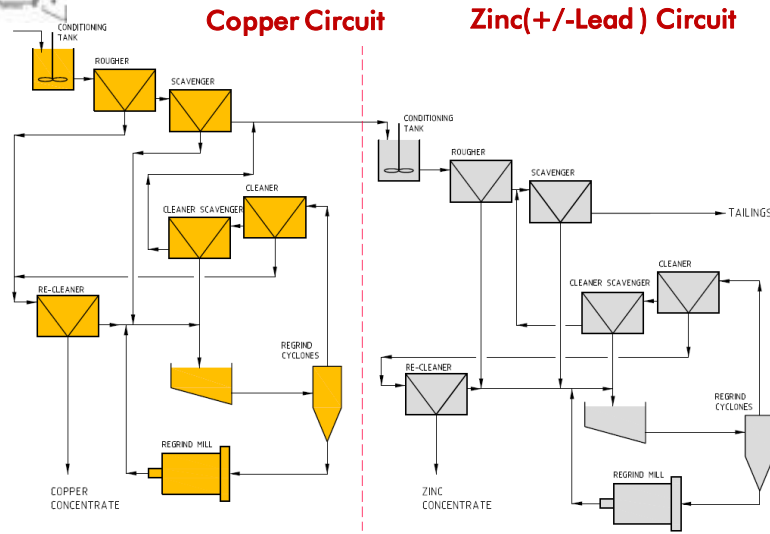 Copper Circuit
Zinc(+/-Lead ) Circuit
CONDITIONING
TANK
ROUGHER
SCAVENGER
CLEANER
CLEANER SCAVENGER
RE-CLEANER
REGRIND
CYCLONES
REGRIND MILL
COPPER
CONCENTRATE
CONDITIONING
TANK
ROUGHER
SCAVENGER
TAILINGS
CLEANER
CLEANER SCAVENGER
RE-CLEANER
REGRIND
CYCLONES
REGRIND MILL
ZINC
CONCENTRATE